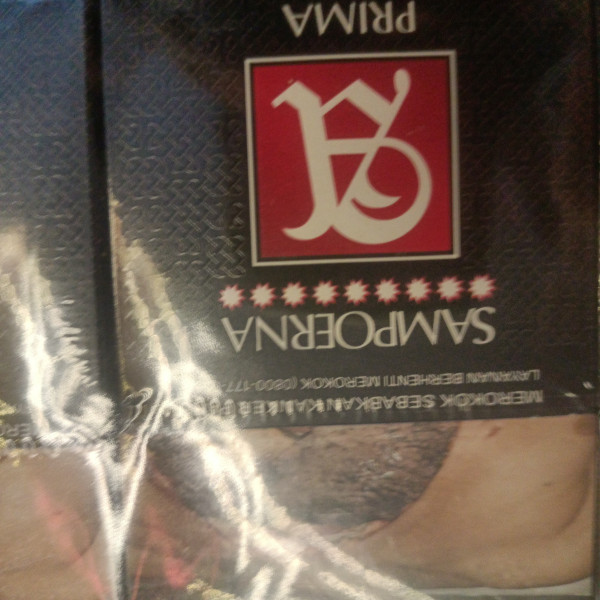 MEROKOK SEBABKAN KANKER
LAYANAN BERHENTI MEROKOK (0800-177-
SAMPOERNA
A
PRIMA